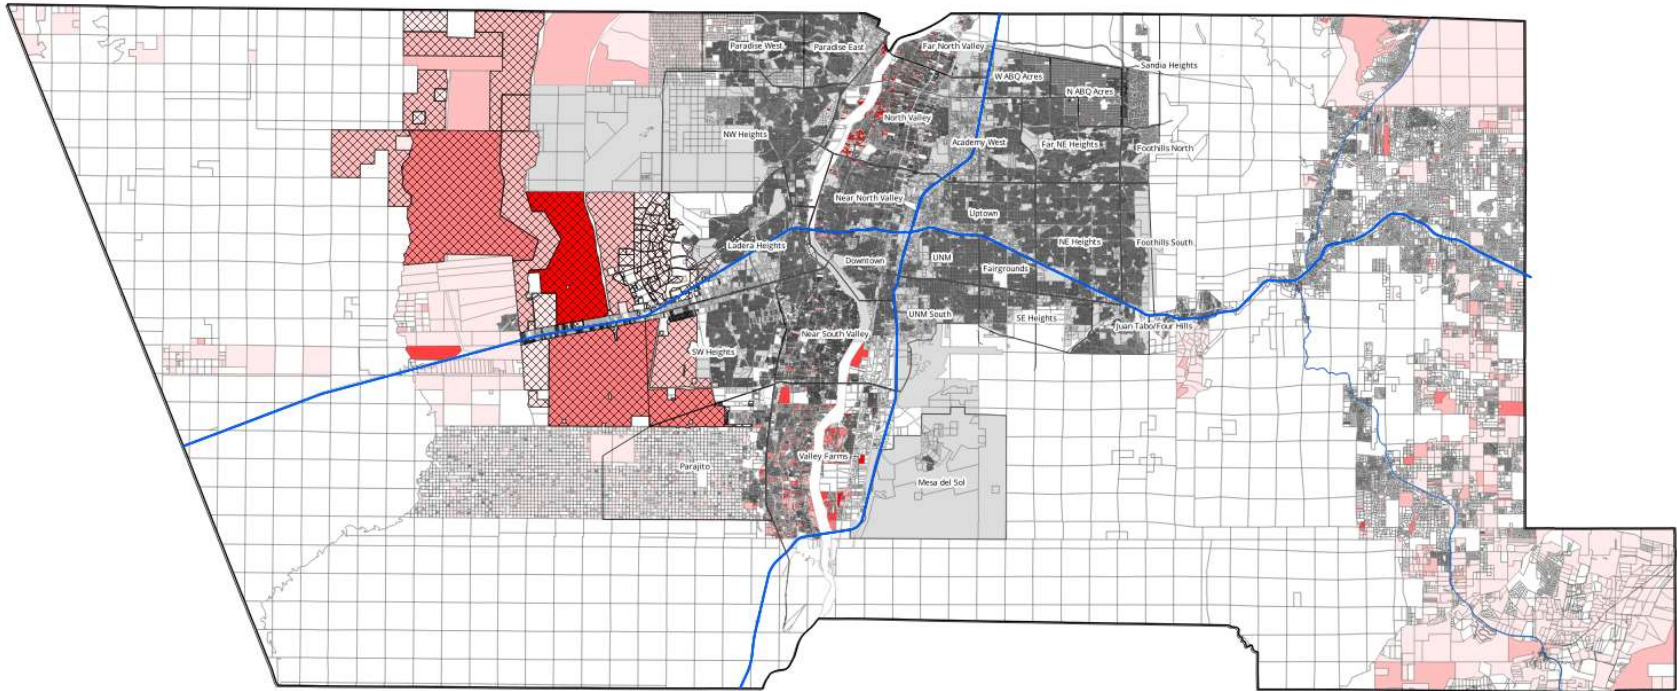 Paradise West
Paradise East
Far North Valley
Sandia Heights
W ABQ Acres
N ABQ Acres
North Valley
NW Heights
Academy West
Far NE Heights
Foothills North
Near North Valley
Uptown
Ladera Heights
NE Heights
Foothills South
Downtown
UNM
Fairgrounds
UNM South
SE Heights
Juan Tabo/Four Hills
Near South Valley
SW Heights
Valley Farms
Parajito
Mesa del Sol